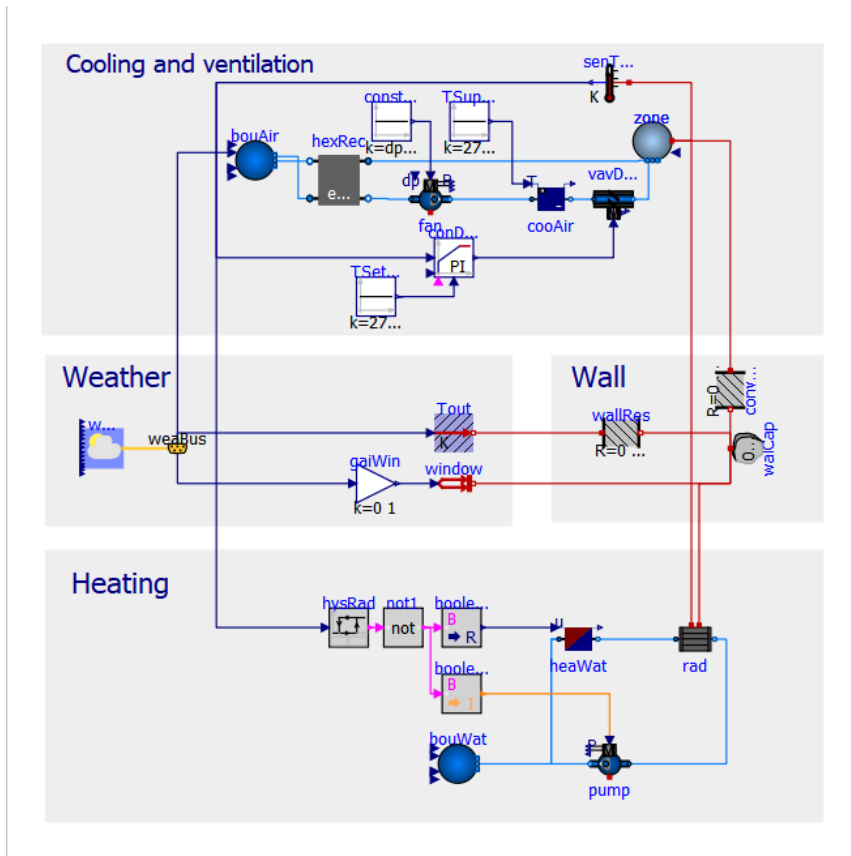 Cooling and ventilation
senT...
K
const...
TSup...
zone
bouAir
hexRec
k=dp...
k=27...
vavD...
dp
P
T
e...
fan
cooAir
conD...
PI
TSet...
k=27...
Weather
Wall
conv...
R=0 ...
w...
weaBus
Tout
K
wallRes
R=0 ...
walCap
0...
gaiWin
window
k=0 1
Heating
hysRad
not1
boole...
not
B
R
u
heaWat
rad
boole...
B
I
bouWat
P
M
pump